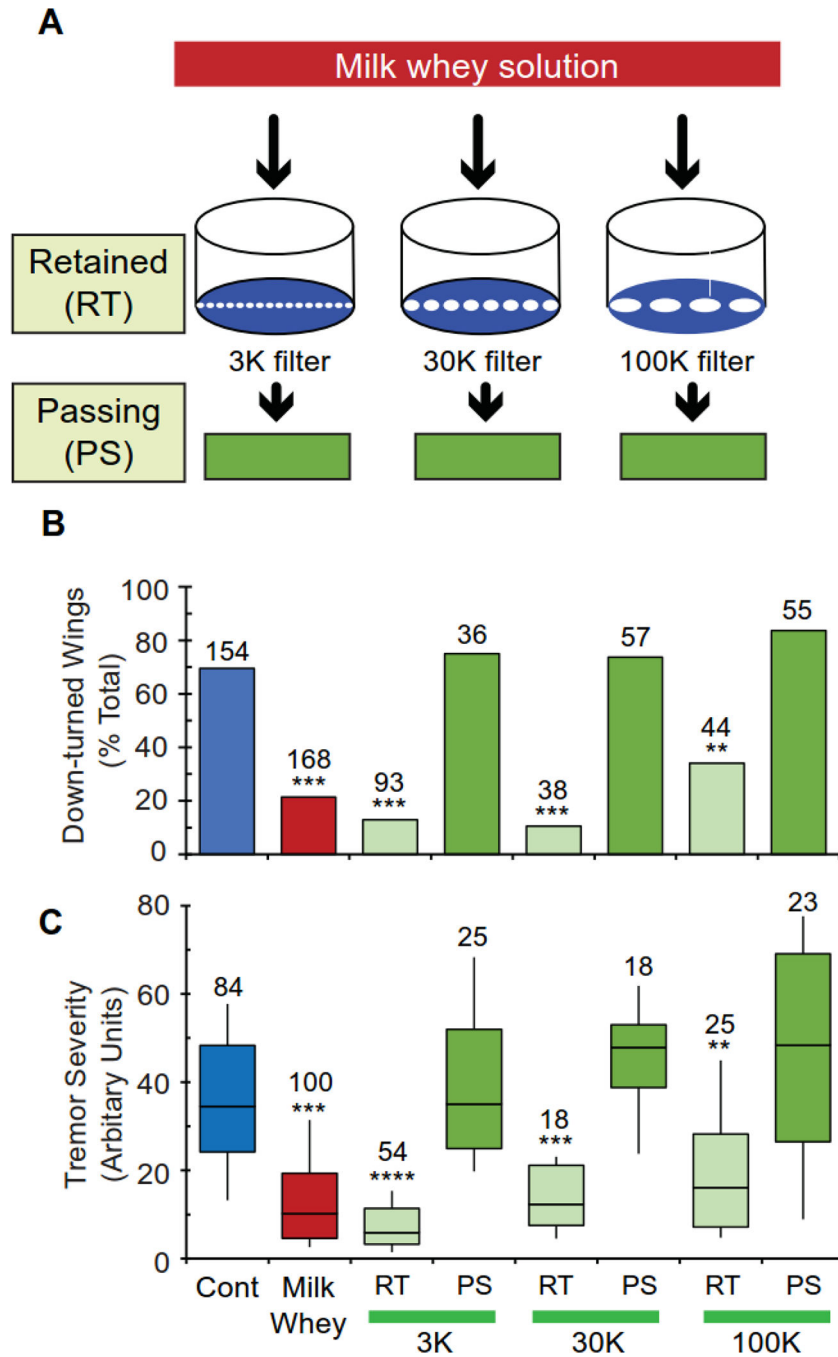 A
Milk whey solution
Retained
(RT)
3K filter
30K filter
100K filter
Passing
(PS)
B
Down-turned Wings
(% Total)
100
80
60
40
20
0
154
168
***
93
***
36
38
***
57
44
**
55
C
Tremor Severity
(Arbitary Units)
80
60
40
20
0
84
100
***
54
****
25
18
***
18
25
**
23
Cont
Milk
Whey
RT
PS
RT
PS
RT
PS
3K
30K
100K